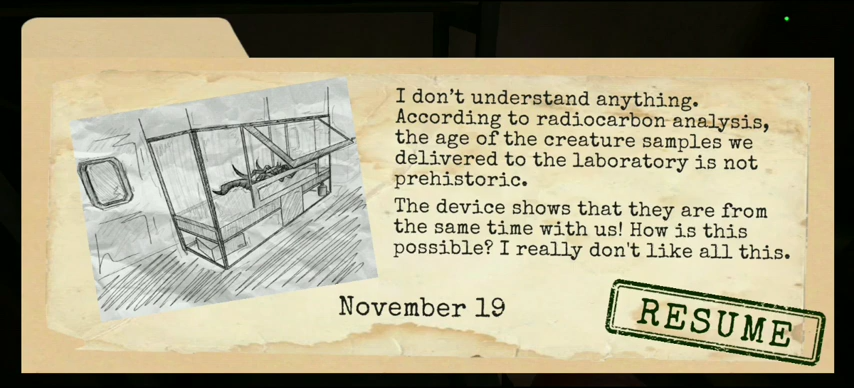 I don't understand anything.
According to radiocarbon analysis,
the age of the creature samples we
delivered to the laboratory is not
prehistoric.
The device shows that they are from
the same time with us! How is this
possible? I really don't like all this.
November 19
RESUME